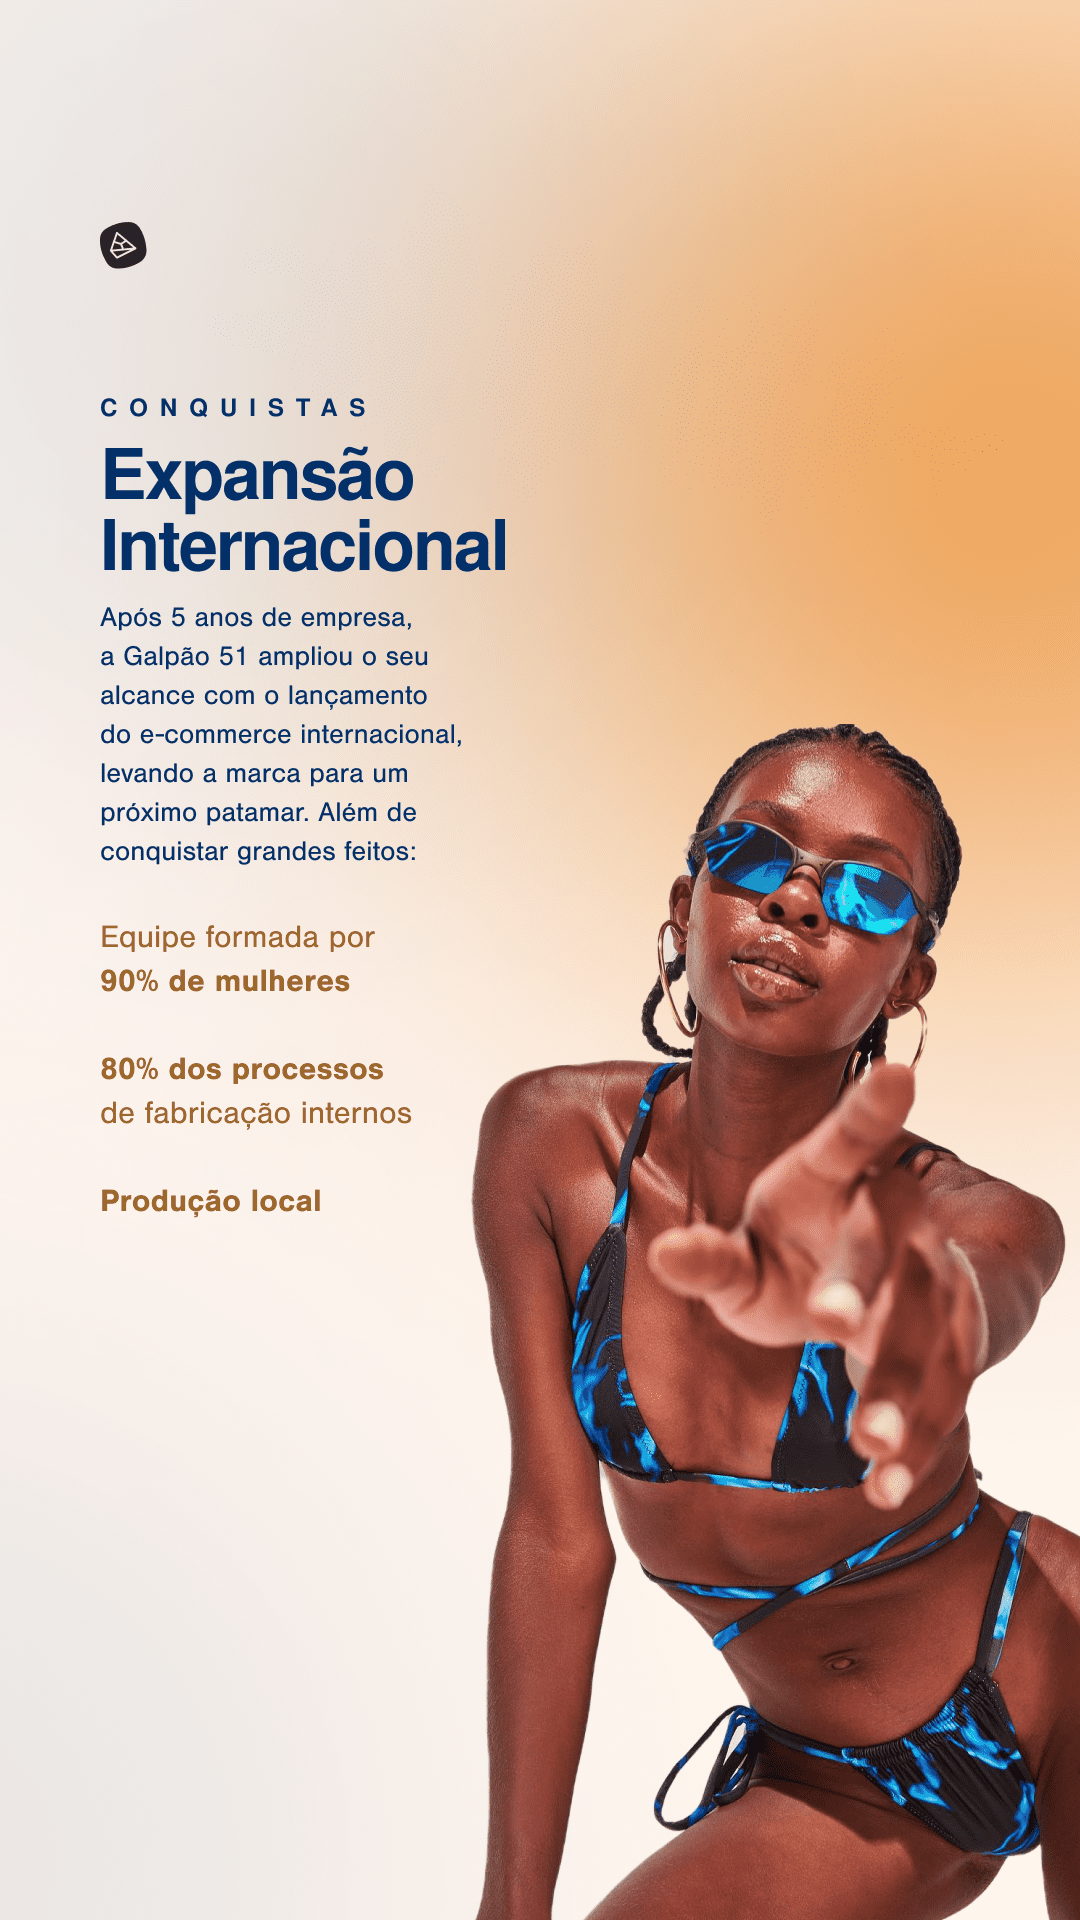 CONQUISTAS
Expansão
Internacional
Após 5 anos de empresa,
a Galpão 51 ampliou o seu
alcance com o lançamento
do e-commerce internacional,
levando a marca para um
próximo patamar. Além de
conquistar grandes feitos:
Equipe formada por
90% de mulheres
80% dos processos
de fabricação internos
Produção local